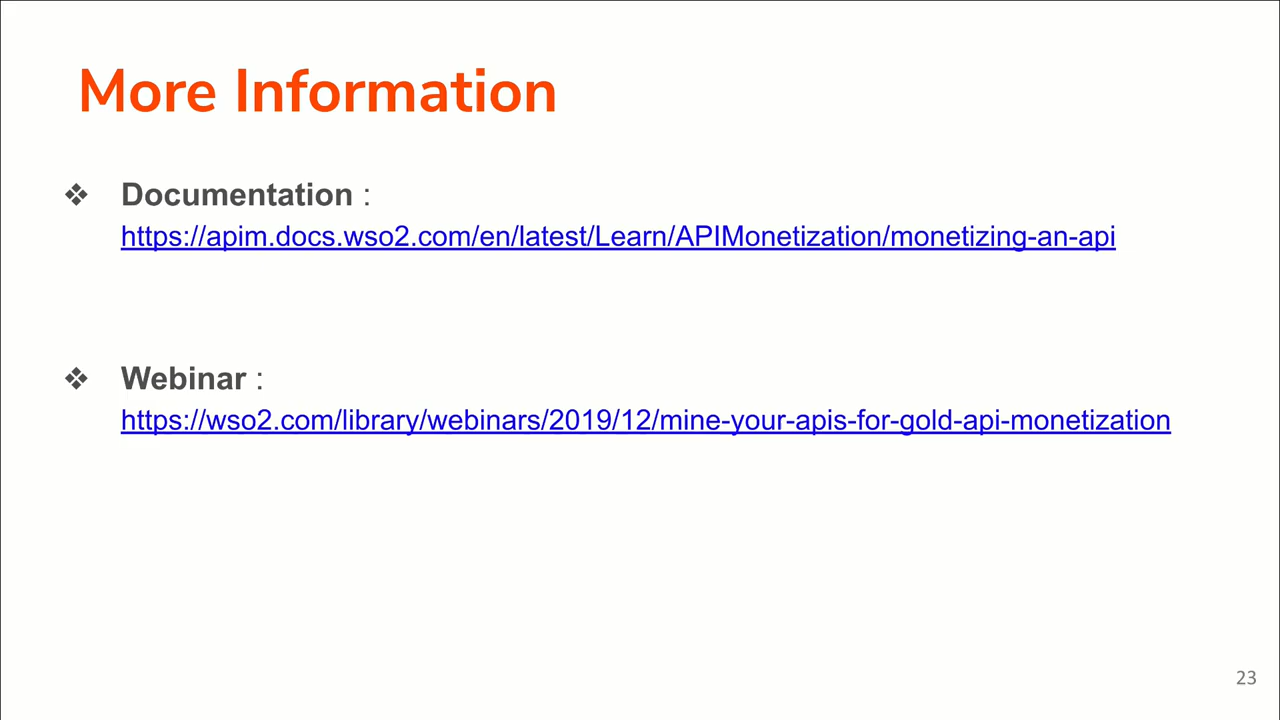 More Information
❖ Documentation :
https://apim.docs.wso2.com/en/latest/Learn/APIMonetization/monetizing-an-api
❖ Webinar :
https://wso2.com/library/webinars/2019/12/mine-your-apis-for-gold-api-monetization
23